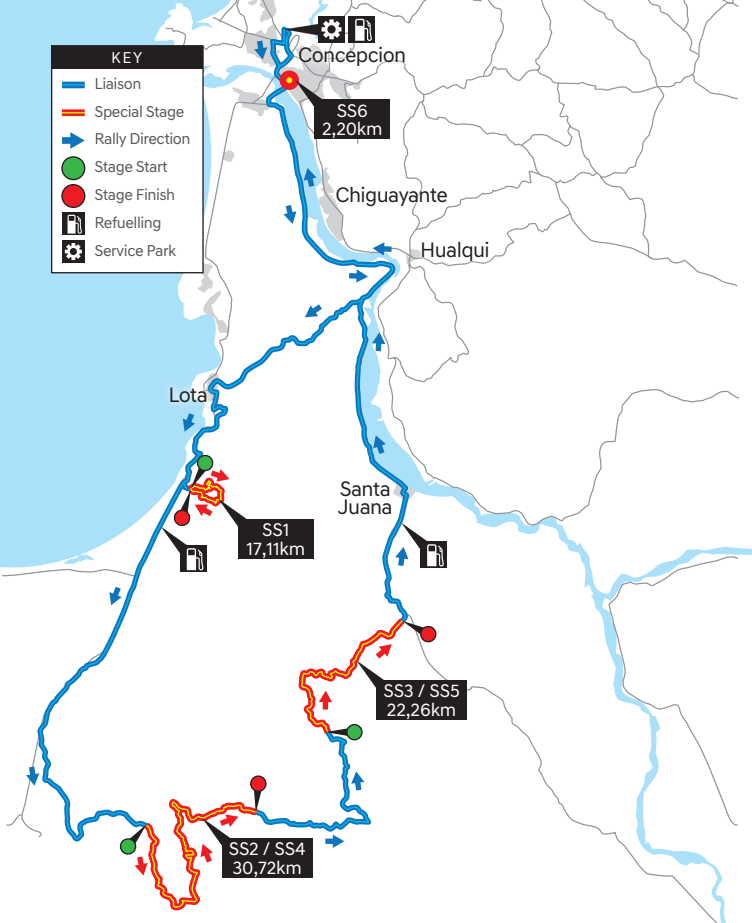 KEY
Liaison
Special Stage
Rally Direction
Stage Start
Stage Finish
Refuelling
Service Park
Concepcion
SS6
2,20km
Chiguayante
Hualqui
Lota
Santa
Juana
SS1
17,11km
SS3 / SS5
22,26km
SS2 / SS4
30,72km